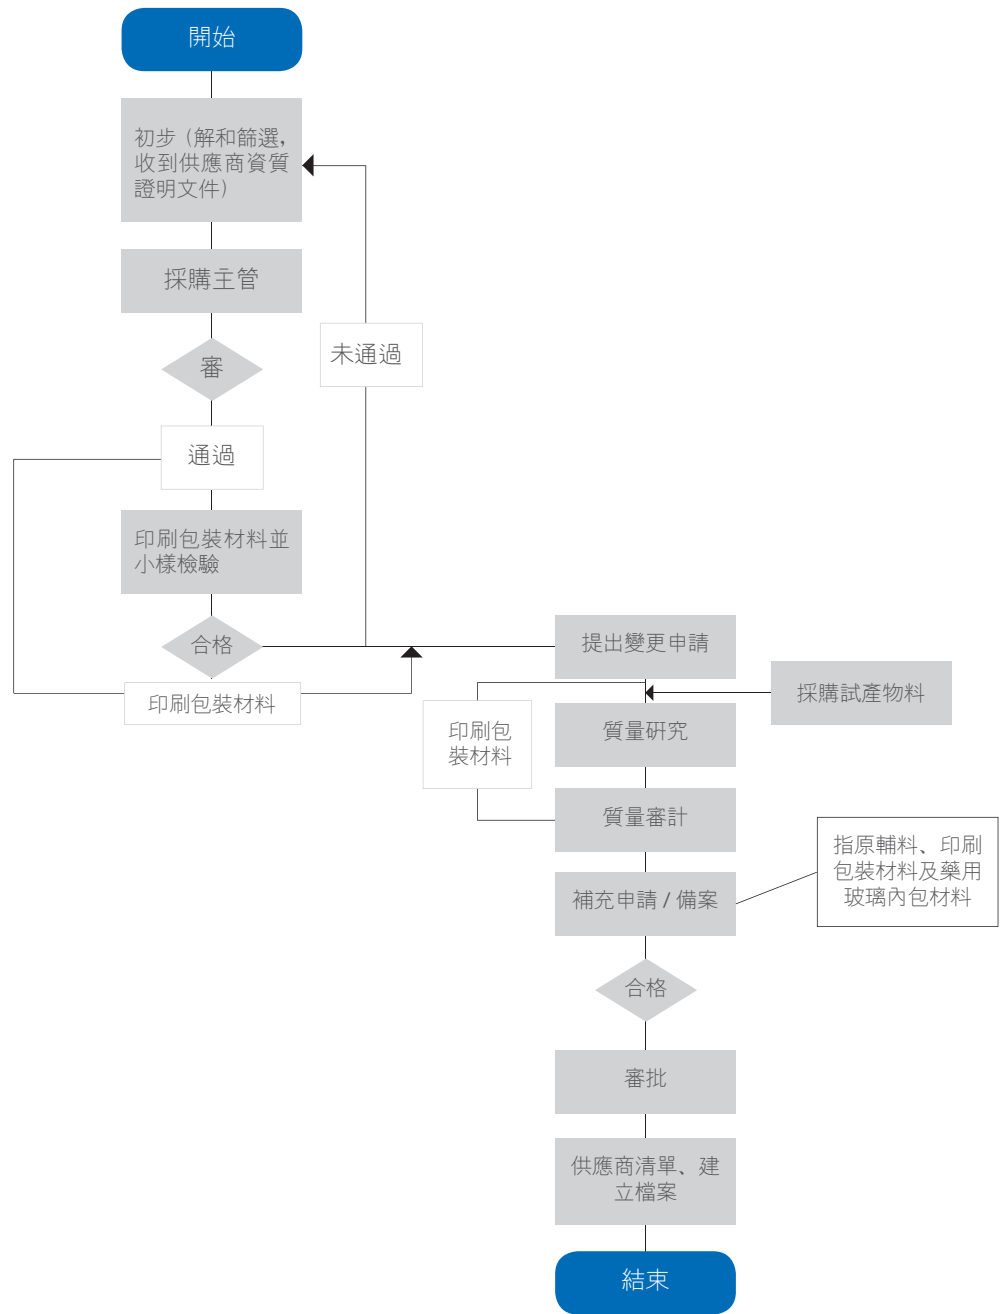 開始
初步（解和篩選，
收到供應商資質
證明文件）
採購主管
未通過
審
通過
印刷包裝材料並
小樣檢驗
合格
印刷包裝材料
提出變更申請
採購試產物料
印刷包
裝材料
質量研究
質量審計
補充申請 / 備案
指原輔料、印刷
包裝材料及藥用
玻璃內包材料
合格
審批
供應商清單、建
立檔案
結束